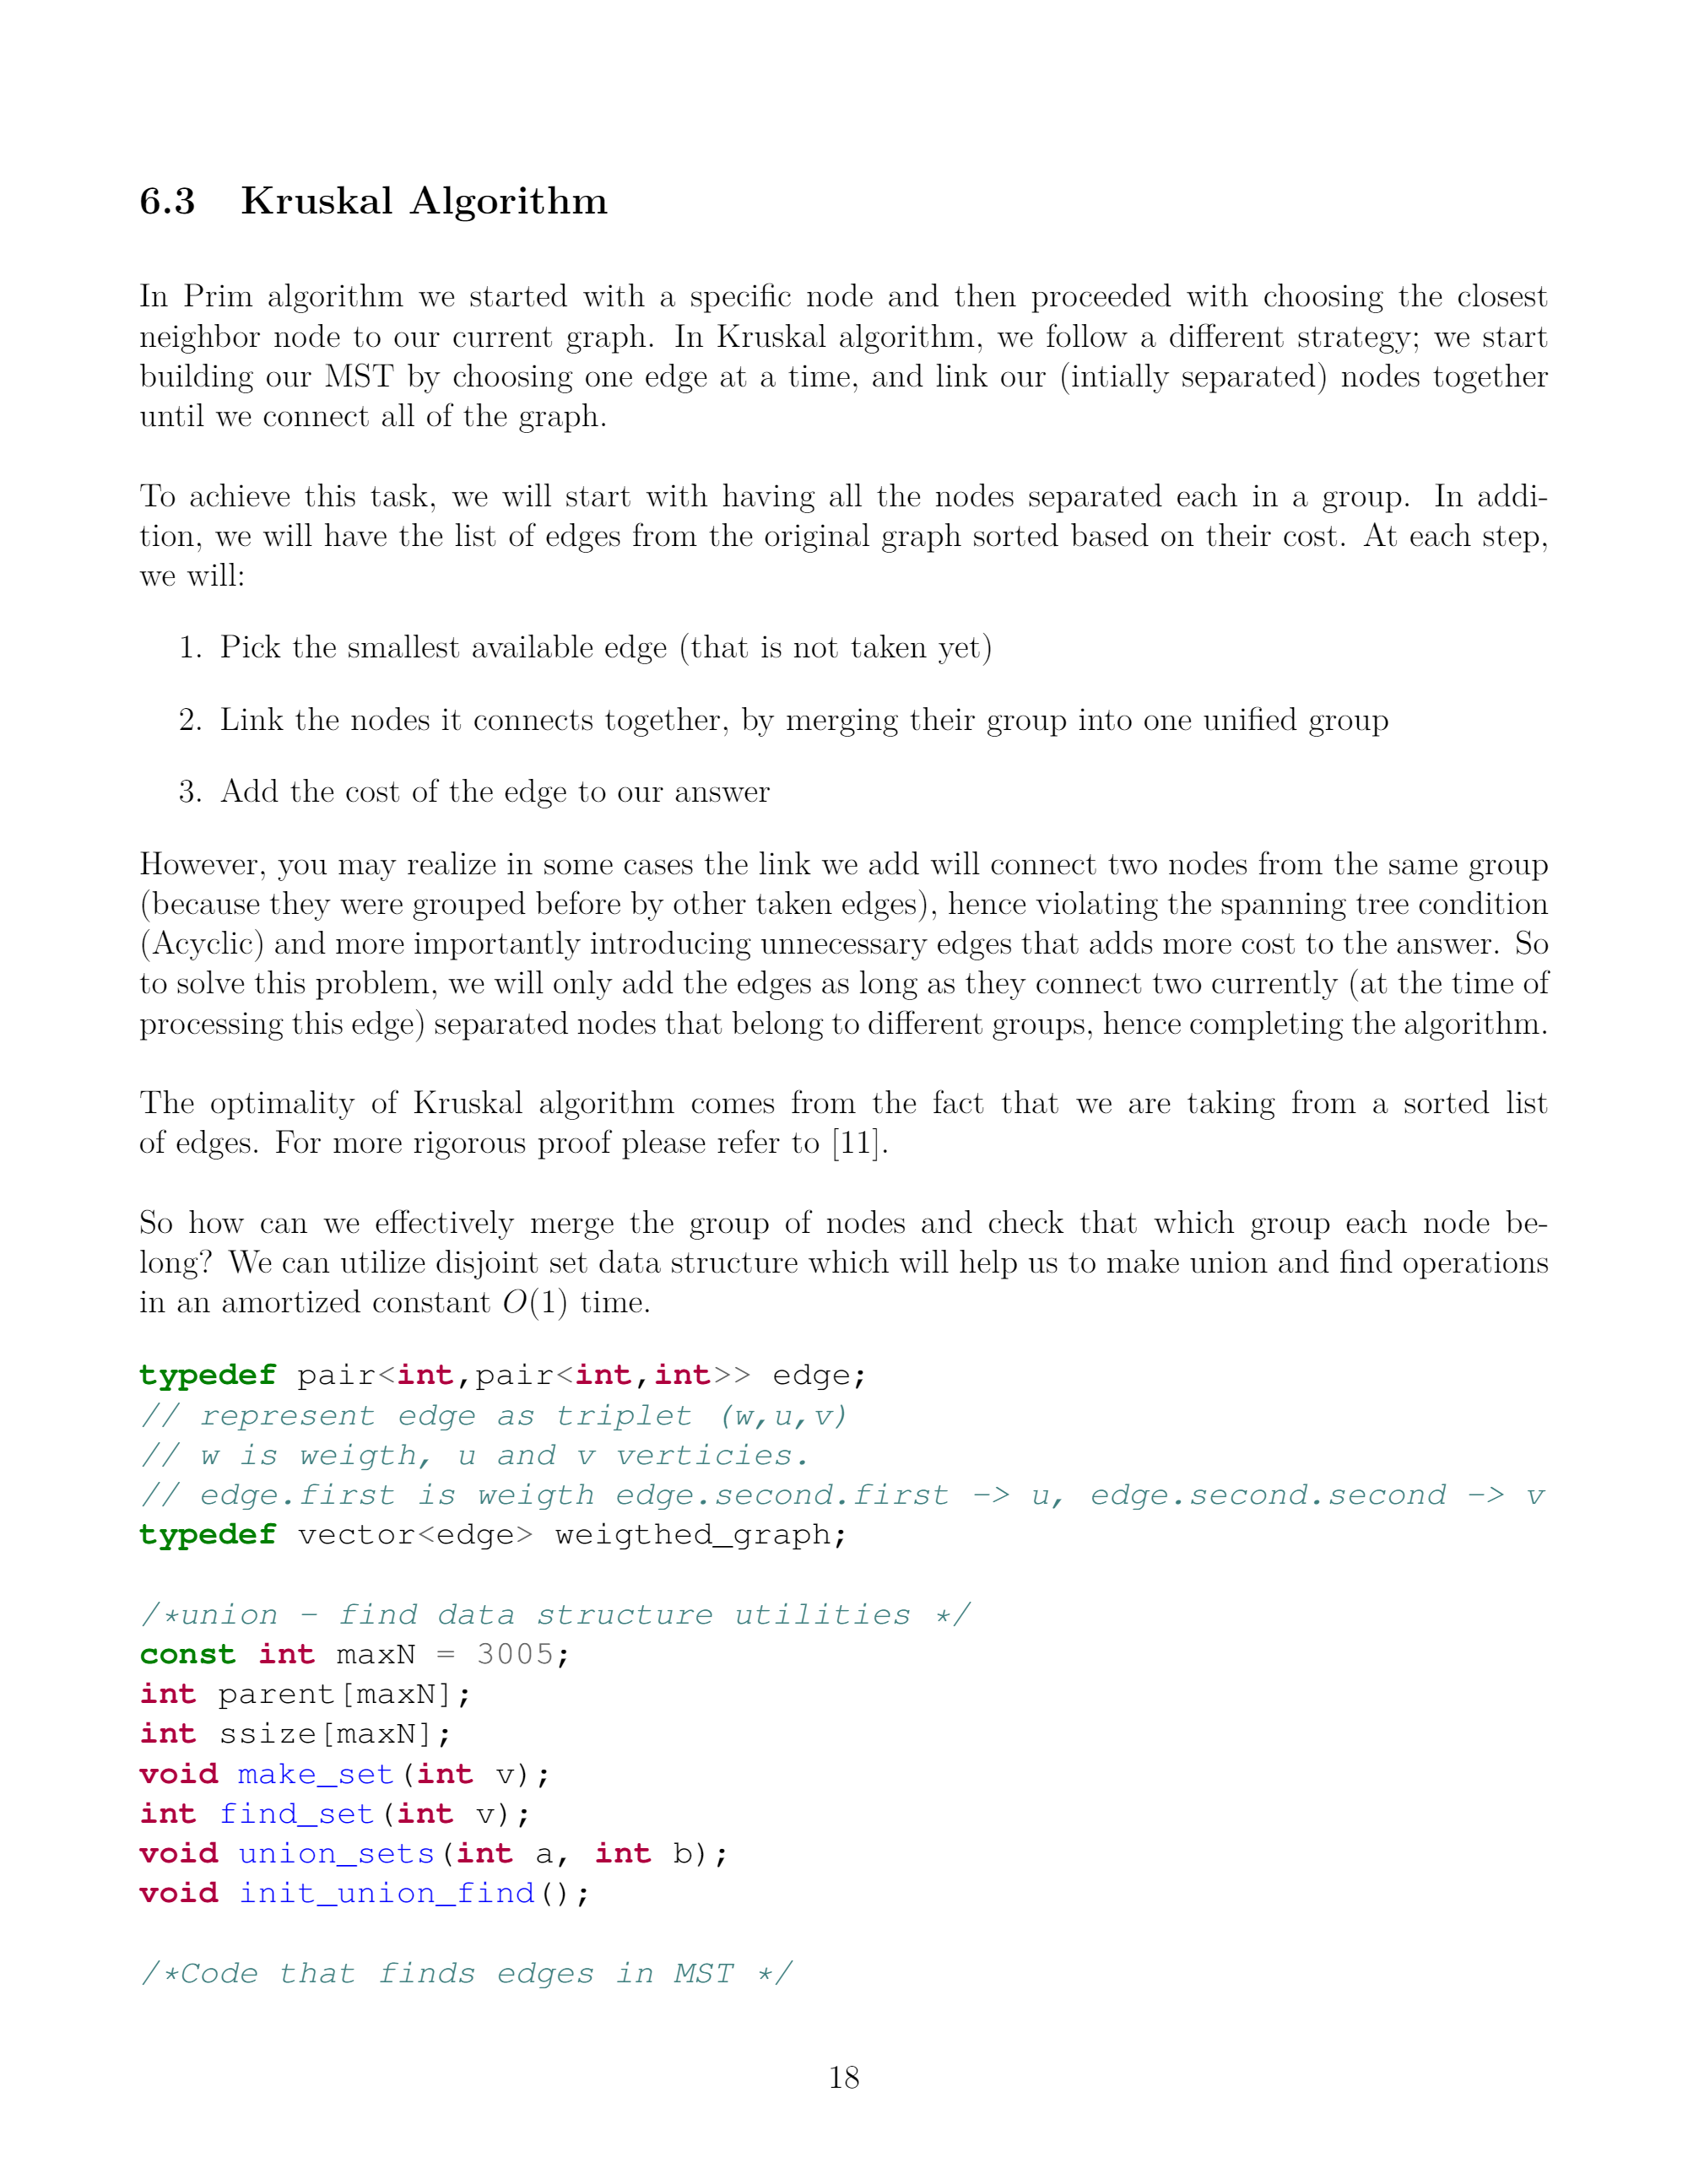 6.3 Kruskal Algorithm
In Prim algorithm we started with a specific node and then proceeded with choosing the closest
neighbor node to our current graph. In Kruskal algorithm, we follow a different strategy; we start
building our MST by choosing one edge at a time, and link our (intially separated) nodes together
until we connect all of the graph.
To achieve this task, we will start with having all the nodes separated each in a group. In addi-
tion, we will have the list of edges from the original graph sorted based on their cost. At each step,
we will:
1. Pick the smallest available edge (that is not taken yet)
2. Link the nodes it connects together, by merging their group into one unified group
3. Add the cost of the edge to our answer
However, you may realize in some cases the link we add will connect two nodes from the same group
(because they were grouped before by other taken edges), hence violating the spanning tree condition
(Acyclic) and more importantly introducing unnecessary edges that adds more cost to the answer. So
to solve this problem, we will only add the edges as long as they connect two currently (at the time of
processing this edge) separated nodes that belong to different groups, hence completing the algorithm.
The optimality of Kruskal algorithm comes from the fact that we are taking from a sorted list
of edges. For more rigorous proof please refer to [11].
So how can we effectively merge the group of nodes and check that which group each node be-
long? We can utilize disjoint set data structure which will help us to make union and find operations
in an amortized constant O(1) time.
typedef pair<int,pair<int,int>> edge;
// represent edge as triplet (w,u,v)
// w is weigth, u and v verticies.
// edge.first is weigth edge.second.first -> u, edge.second.second -> v
typedef vector<edge> weigthed_graph;
/*union - find data structure utilities */
const int maxN = 3005;
int parent[maxN];
int ssize[maxN];
void make_set(int v);
int find_set(int v);
void union_sets(int a, int b);
void init_union_find();
/*Code that finds edges in MST */
18